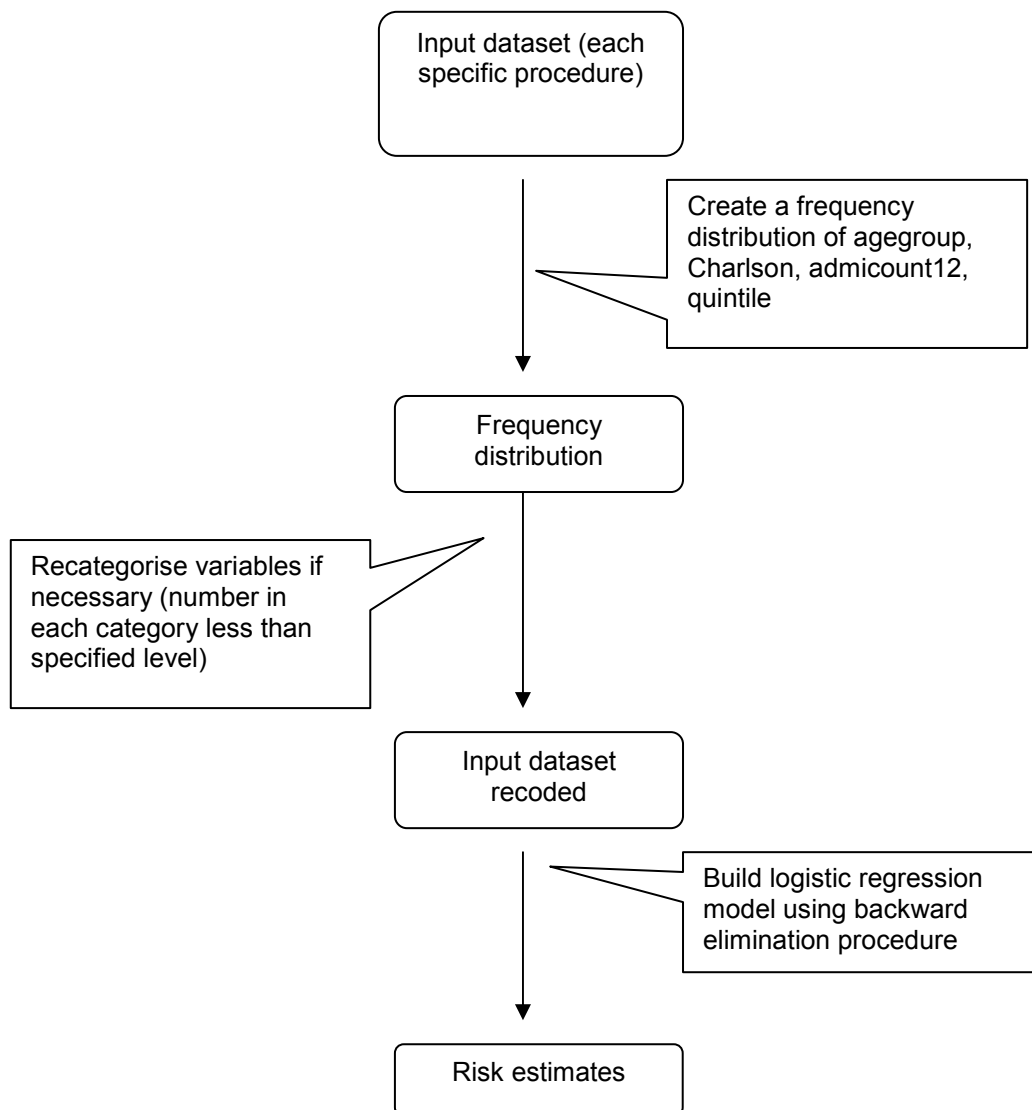 Input dataset (each
specific procedure)
Create a frequency
distribution of agegroup,
Charlson, admicount12,
quintile
Frequency
distribution
Recategorise variables if
necessary (number in
each category less than
specified level)
Input dataset
recoded
Build logistic regression
model using backward
elimination procedure
Risk estimates